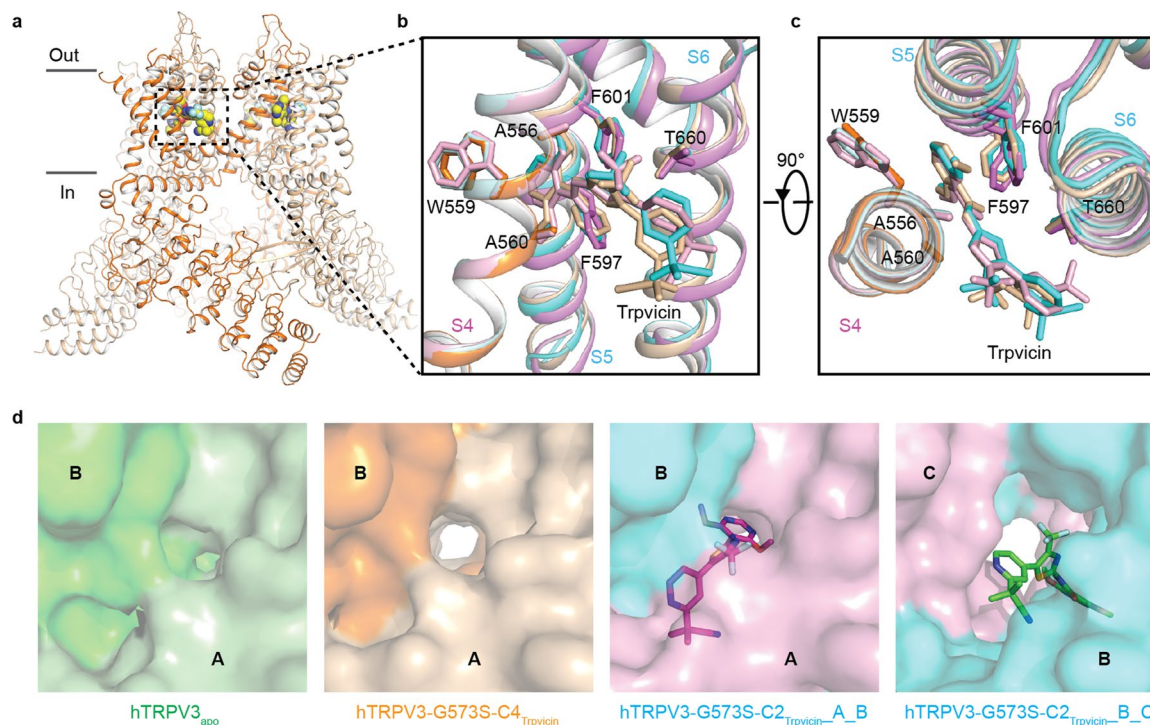 a
Out
In
b
S6
F601
A556
T660
W559
A560
F597
Trpvicin
S4
S5
90°
c
S5
W559
F601
S6
F597
A556
T660
A560
S4
Trpvicin
d
B
A
hTRPV3apo
B
A
hTRPV3-G573S-C4Trpvicin
B
A
hTRPV3-G573S-C2Trpvicin_A_B
C
B
hTRPV3-G573S-C2Trpvicin_B_C